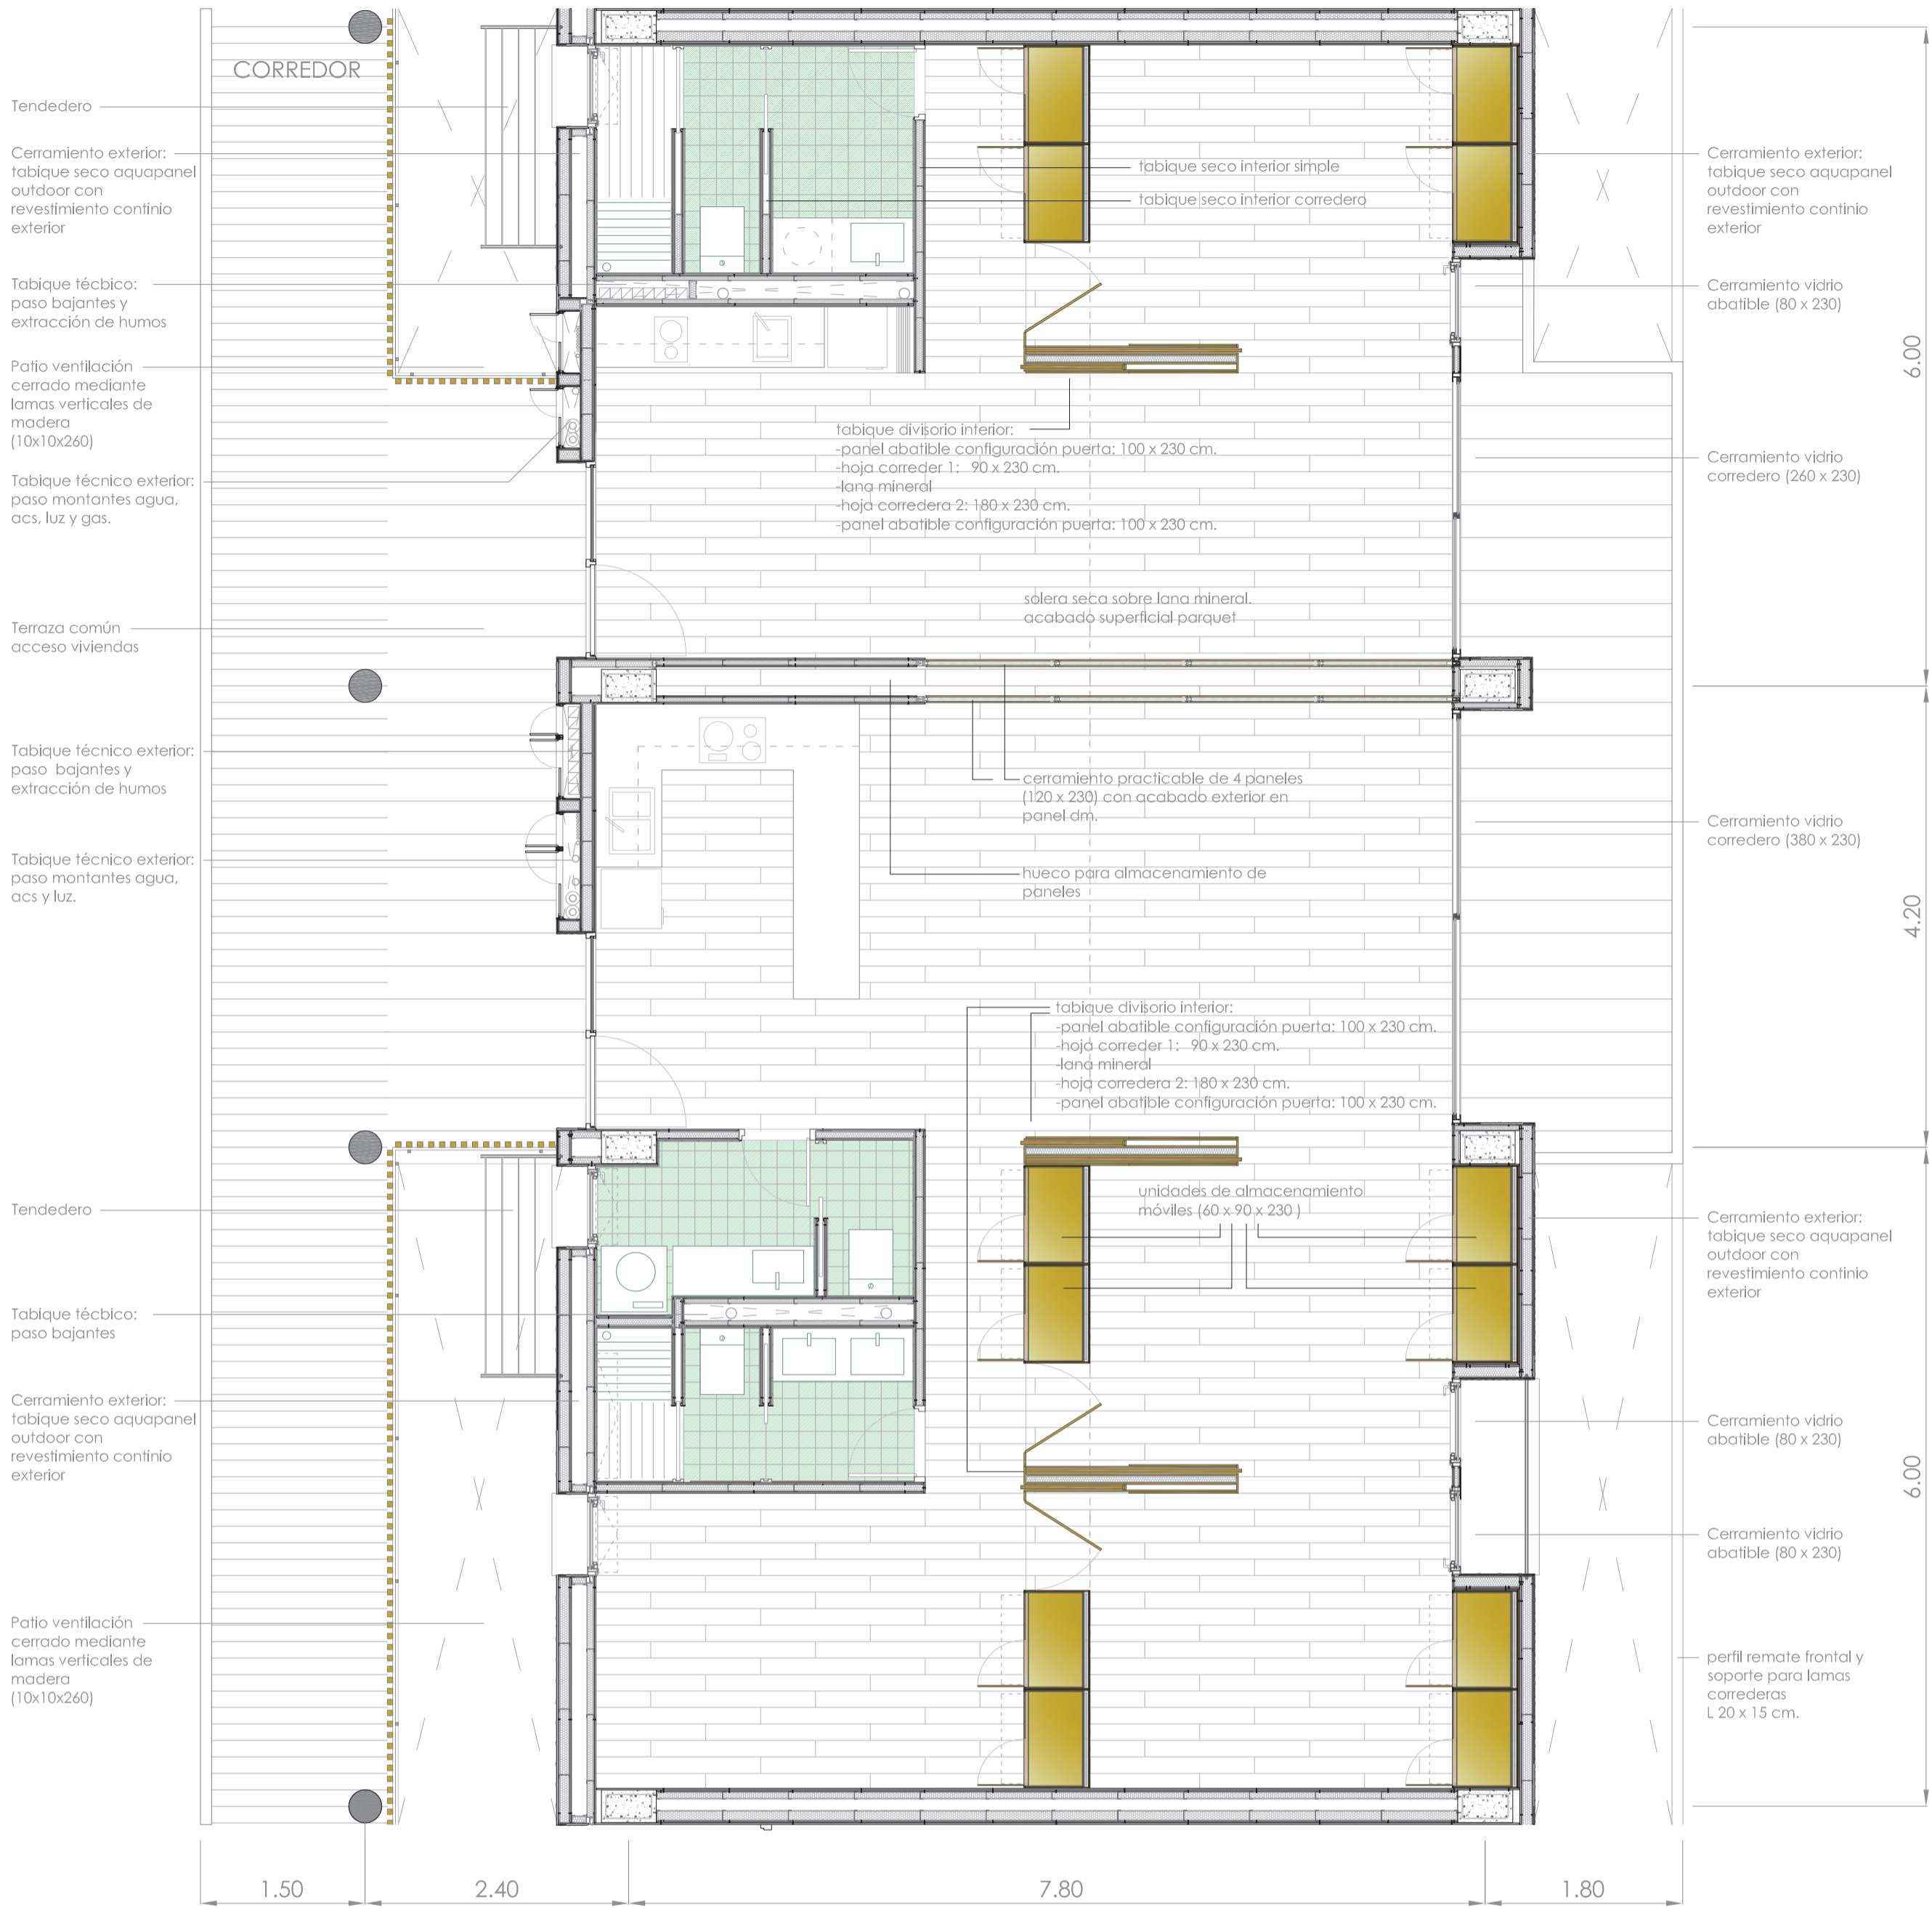 CORREDOR
Tendedero
Cerramiento exterior:
tabique seco aquapanel
outdoor con
revestimiento continio
exterior
Tabique técbico:
paso bajantes y
extracción de humos
Patio ventilación
cerrado mediante
lamas verticales de
madera
(10x10x260)
Tabique técnico exterior:
paso montantes agua,
acs, luz y gas.
Terraza común
acceso viviendas
Tabique técnico exterior:
paso bajantes y
extracción de humos
Tabique técnico exterior:
paso montantes agua,
acs y luz.
Tendedero
Tabique técbico:
paso bajantes
Cerramiento exterior:
tabique seco aquapanel
outdoor con
revestimiento continio
exterior
Patio ventilación
cerrado mediante
lamas verticales de
madera
(10x10x260)
tabique seco interior simple
tabique seco interior corredero
tabique divisorio interior:
-panel abatible configuración puerta: 100 x 230 cm.
-hoja correder 1: 90 x 230 cm.
-lana mineral
-hoja corredera 2: 180 x 230 cm.
-panel abatible configuración puerta: 100 x 230 cm.
solera seca sobre lana mineral.
acabado superficial parquet
cerramiento practicable de 4 paneles
(120 x 230) con acabado exterior en
panel dm.
hueco para almacenamiento de
paneles
tabique divisorio interior:
-panel abatible configuración puerta: 100 x 230 cm.
-hoja correder 1: 90 x 230 cm.
-lana mineral
-hoja corredera 2: 180 x 230 cm.
-panel abatible configuración puerta: 100 x 230 cm.
unidades de almacenamiento
móviles (60 x 90 x 230 )
Cerramiento exterior:
tabique seco aquapanel
outdoor con
revestimiento continio
exterior
Cerramiento vidrio
abatible (80 x 230)
Cerramiento vidrio
corredero (260 x 230)
Cerramiento vidrio
corredero (380 x 230)
Cerramiento exterior:
tabique seco aquapanel
outdoor con
revestimiento continio
exterior
Cerramiento vidrio
abatible (80 x 230)
Cerramiento vidrio
abatible (80 x 230)
perfil remate frontal y
soporte para lamas
correderas
L 20 x 15 cm.
6.00
4.20
6.00
1.50
2.40
7.80
1.80